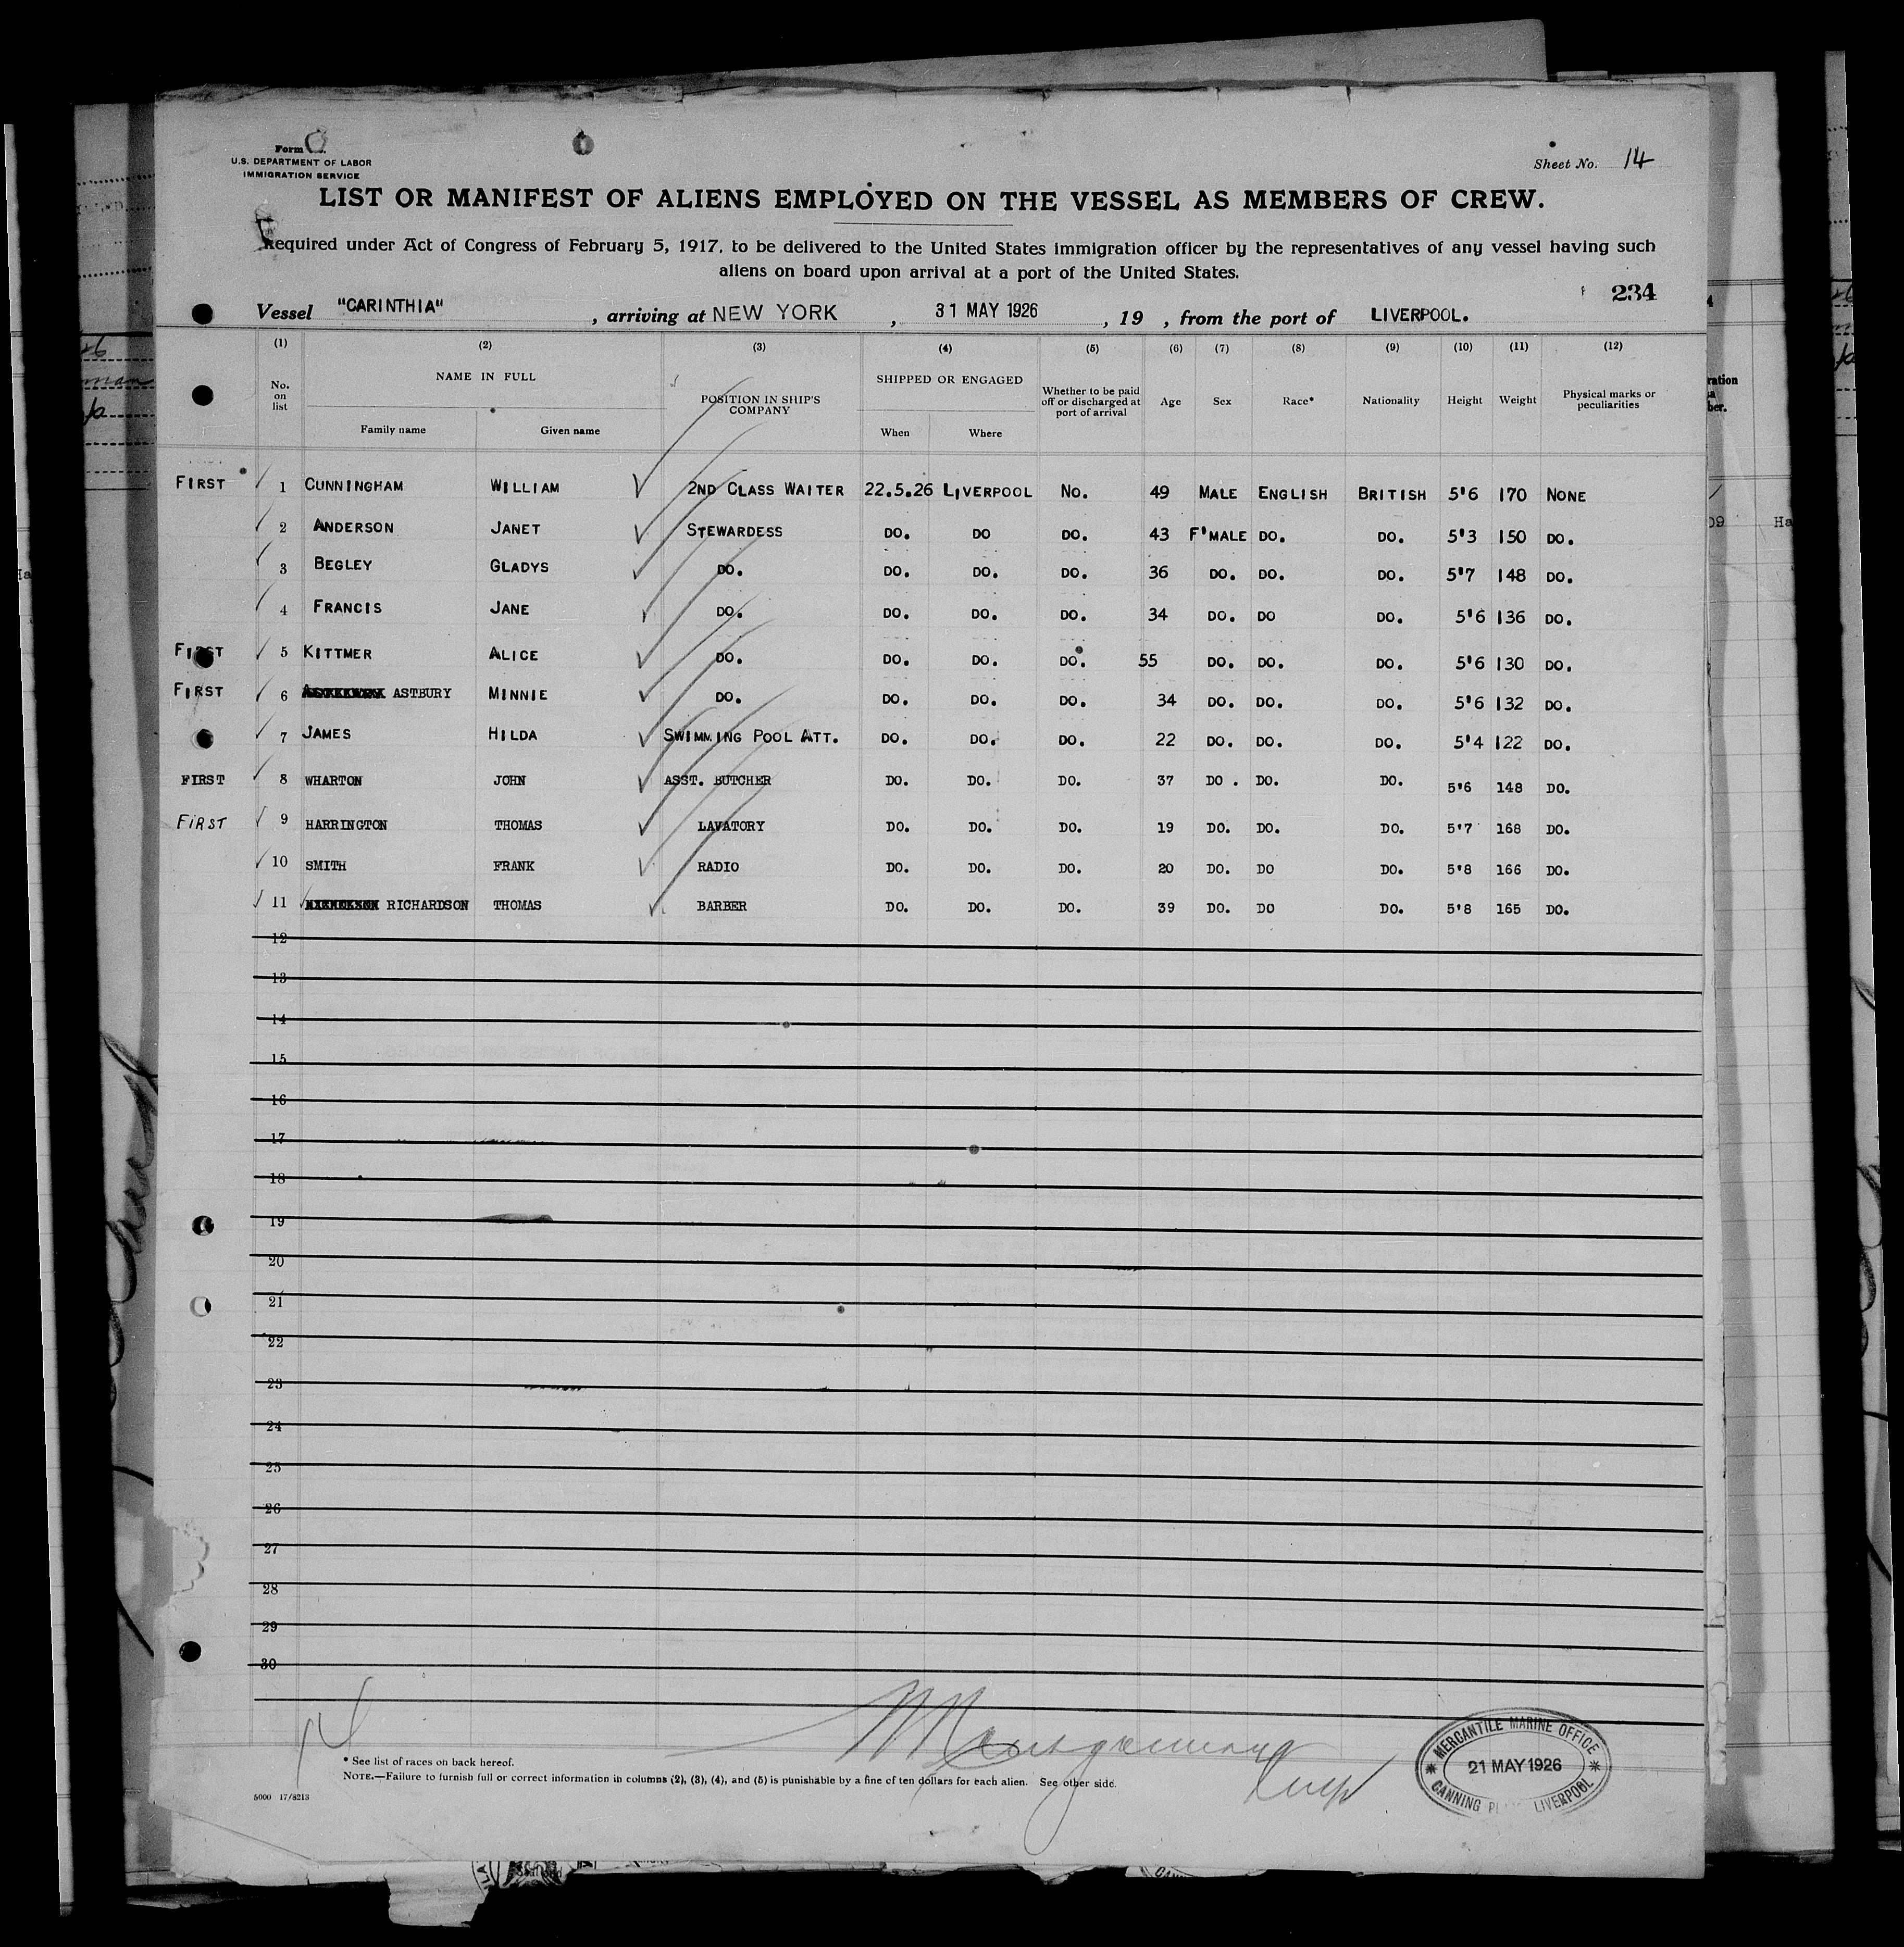 Form
U.S. DEPARTMENT OF LABOR
IMMIGRATION SERVICE
Sheet No. 14
LIST OR MANIFEST OF ALIENS EMPLOYED ON THE VESSEL AS MEMBERS OF CREW.
Required under Act of Congress of February 5, 1917, to be delivered to the United States immigration officer by the representatives of any vessel having such
aliens on board upon arrival at a port of the United States.
234
Vessel "CARINTHIA" , arriving at NEW YORK , 31 MAY 1926 , 19 , from the port of LIVERPOOL.
(1) (2) (3) (4) (5) (6) (7) (8) (9) (10) (11) (12)
No. on list NAME IN FULL Family name Given name POSITION IN SHIP'S COMPANY SHIPPED OR ENGAGED When Where Whether to be paid off or discharged at port of arrival Age Sex Race* Nationality Height Weight Physical marks or peculiarities
FIRST 1 CUNNINGHAM WILLIAM 2ND CLASS WAITER 22.5.26 LIVERPOOL No. 49 MALE ENGLISH BRITISH 5'6 170 NONE
2 ANDERSON JANET STEWARDESS DO. DO DO. 43 F'MALE DO. DO. 5'3 150 DO.
3 BEGLEY GLADYS DO. DO. DO. DO. 36 DO. DO. DO. 5'7 148 DO.
4 FRANCIS JANE DO. DO. DO. DO. 34 DO. DO DO. 5'6 136 DO.
FIRST 5 KITTMER ALICE DO. DO. DO. DO. 55 DO. DO. DO. 5'6 130 DO.
FIRST 6 ASTBURY MINNIE DO. DO. DO. DO. 34 DO. DO. DO. 5'6 132 DO.
7 JAMES HILDA SWIMMING POOL ATT. DO. DO. DO. 22 DO. DO. DO. 5'4 122 DO.
FIRST 8 WHARTON JOHN ASST. BUTCHER DO. DO. DO. 37 DO . DO. DO. 5'6 148 DO.
FIRST 9 HARRINGTON THOMAS LAVATORY DO. DO. DO. 19 DO. DO. DO. 5'7 168 DO.
10 SMITH FRANK RADIO DO. DO. DO. 20 DO. DO DO. 5'8 166 DO.
11 RICHARDSON THOMAS BARBER DO. DO. DO. 39 DO. DO DO. 5'8 165 DO.
12
13
14
15
16
17
18
19
20
21
22
23
24
25
26
27
28
29
30
* See list of races on back hereof.
NOTE.—Failure to furnish full or correct information in columns (2), (3), (4), and (5) is punishable by a fine of ten dollars for each alien. See other side.
5000 17/8213
Montgomery
Insp
MERCANTILE MARINE OFFICE
21 MAY 1926
CANNING LIVERPOOL